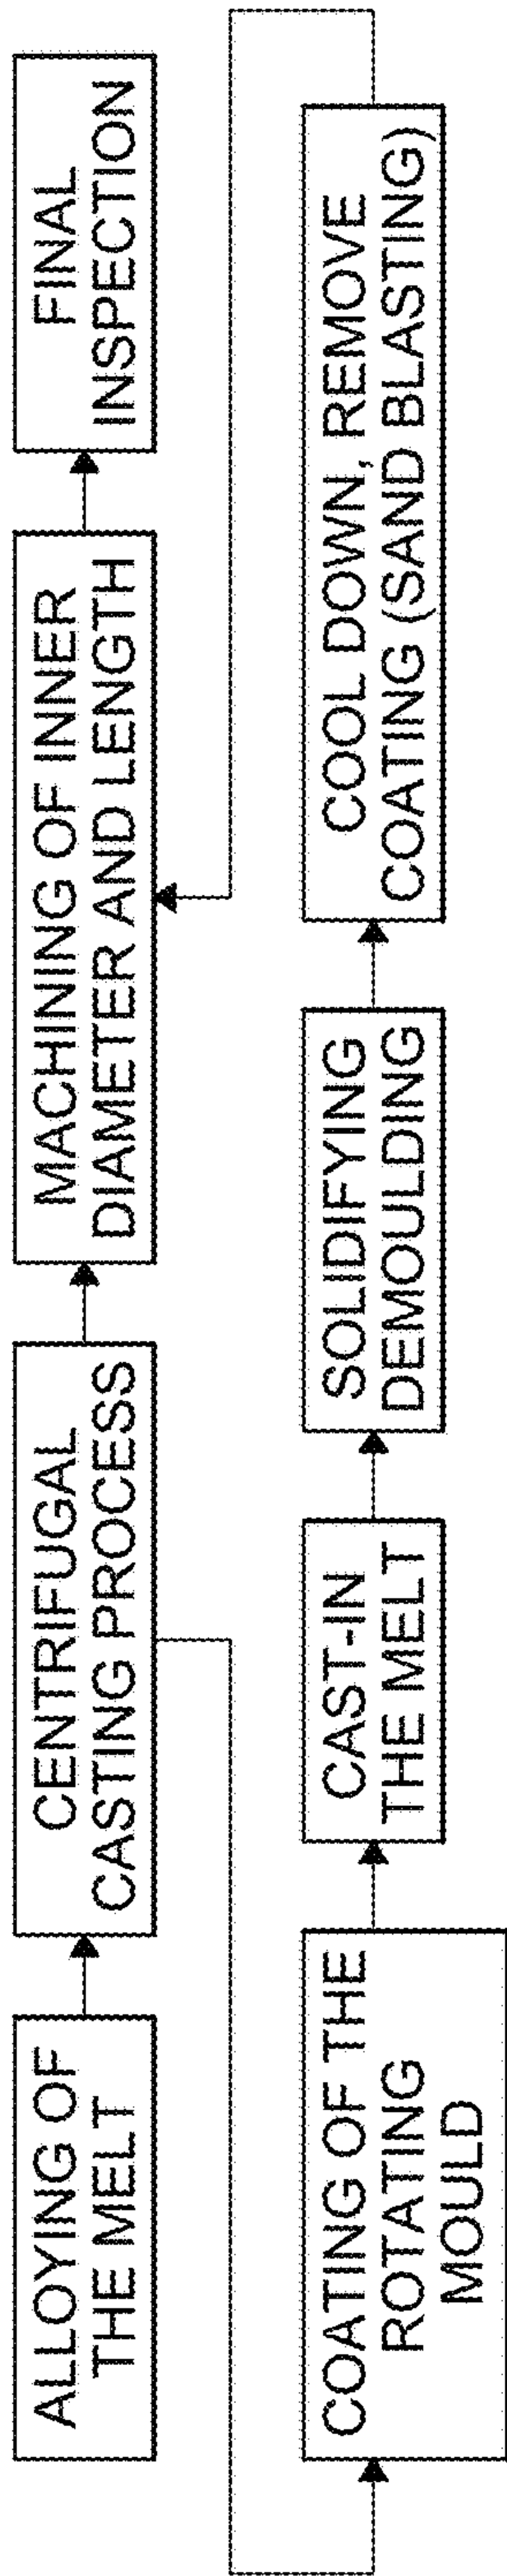 ALLOYING OF
THE MELT
CENTRIFUGAL
CASTING PROCESS
MACHINING OF INNER
DIAMETER AND LENGTH
FINAL
INSPECTION
COATING OF THE
ROTATING
MOULD
CAST-IN
THE MELT
SOLIDIFYING
DEMOULDING
COOL DOWN, REMOVE
COATING (SAND BLASTING)